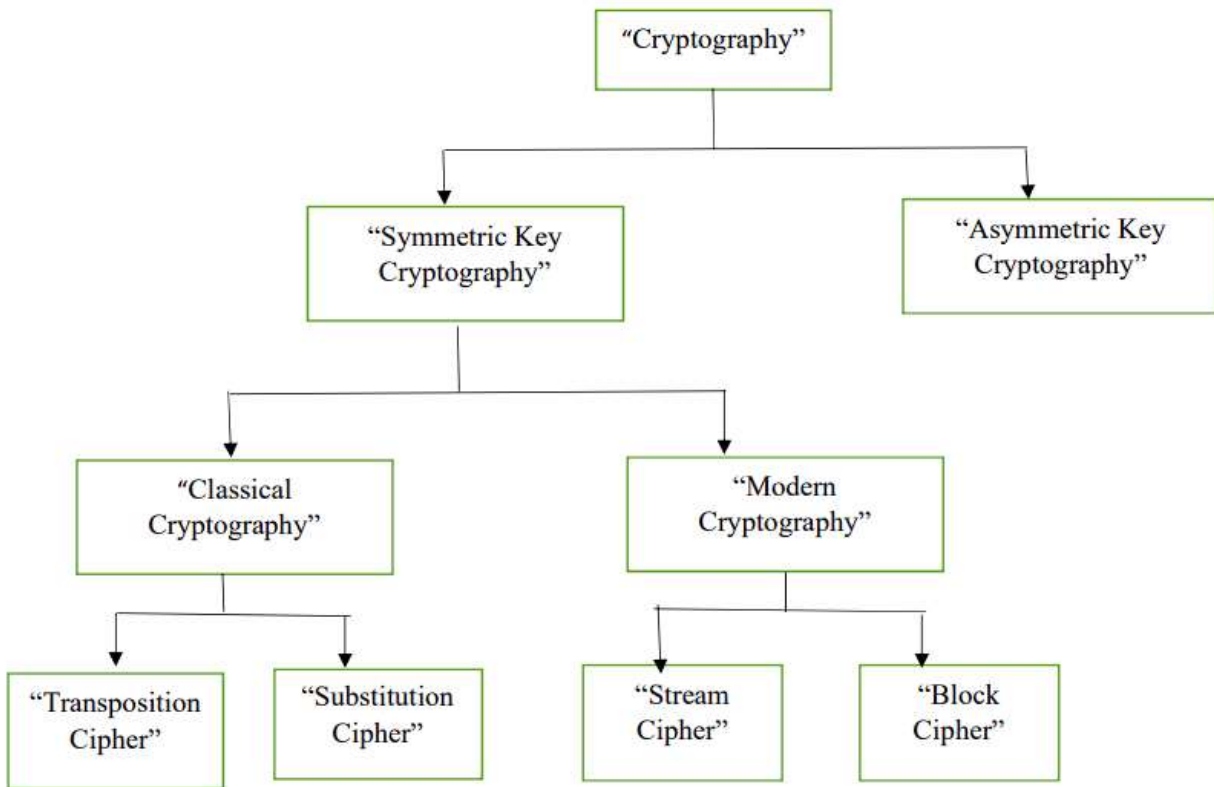 “Cryptography”
“Symmetric Key
Cryptography”
“Asymmetric Key
Cryptography”
“Classical
Cryptography”
“Modern
Cryptography”
“Transposition
Cipher”
“Substitution
Cipher”
“Stream
Cipher”
“Block
Cipher”